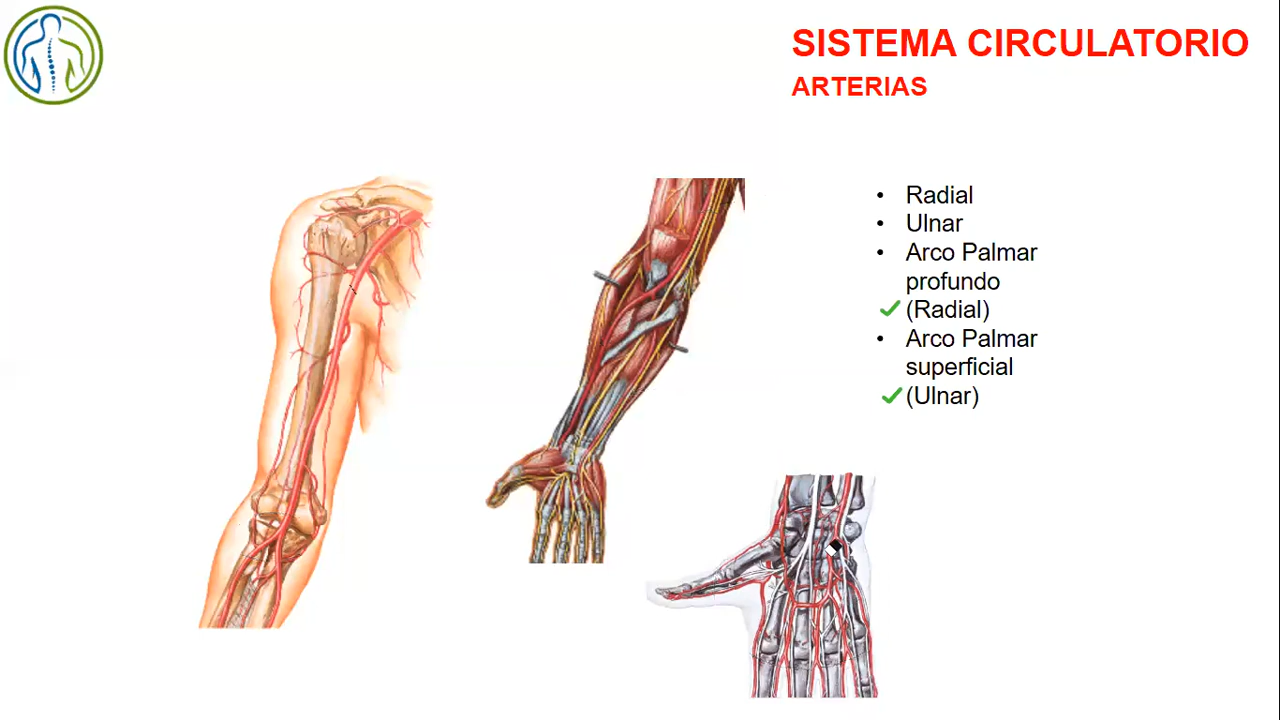 SISTEMA CIRCULATORIO
ARTERIAS
• Radial
• Ulnar
• Arco Palmar
profundo
✓(Radial)
• Arco Palmar
superficial
✓(Ulnar)